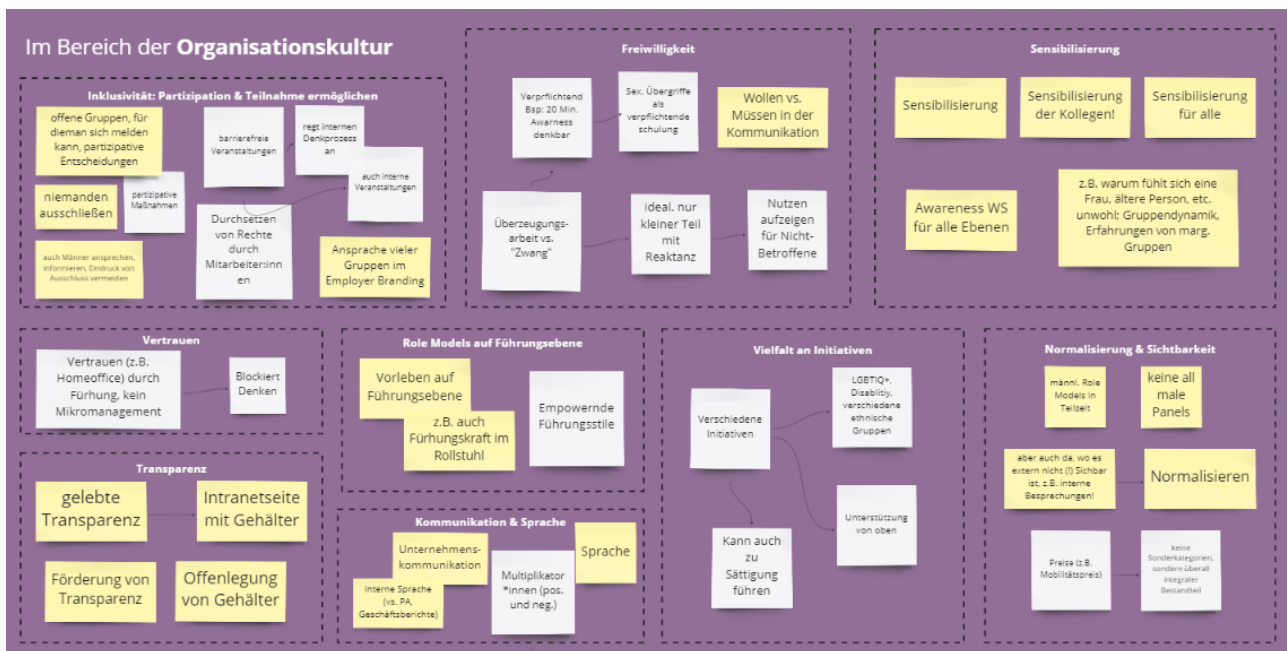 Im Bereich der Organisationskultur
Inklusivität: Partizipation & Teilnahme ermöglichen
offene Gruppen, für
dieman sich melden
kann, partizipative
Entscheidungen
barrierefreie
Veranstaltungen
regt internen
Denkprozess
an
auch interne
Veranstaltungen
niemanden
ausschließen
partizipative
Maßnahmen
Durchsetzen
von Rechte
durch
Mitarbeiter:in
nen
auch Männer ansprechen,
informieren, Eindruck von
Ausschluss vermeiden
Ansprache vieler
Gruppen im
Employer Branding
Freiwilligkeit
Verpflichtend
Bsp: 20 Min.
Awarness
denkbar
Sex. Übergriffe
als
verpflichtende
schulung
Wollen vs.
Müssen in der
Kommunikation
Überzeugungs-
arbeit vs.
"Zwang"
ideal. nur
kleiner Teil
mit
Reaktanz
Nutzen
aufzeigen
für Nicht-
Betroffene
Sensibilisierung
Sensibilisierung
Sensibilisierung
der Kollegen!
Sensibilisierung
für alle
Awareness WS
für alle Ebenen
z.B. warum fühlt sich eine
Frau, ältere Person, etc.
unwohl; Gruppendynamik,
Erfahrungen von marg.
Gruppen
Vertrauen
Vertrauen (z.B.
Homeoffice) durch
Fürhung, kein
Mikromanagement
Blockiert
Denken
Role Models auf Führungsebene
Vorleben auf
Führungsebene
z.B. auch
Fürhungskraft im
Rollstuhl
Empowernde
Führungsstile
Vielfalt an Initiativen
Verschiedene
Initiativen
LGBTIQ+,
Disablitiy,
verschiedene
ethnische
Gruppen
Unterstützung
von oben
Kann auch
zu
Sättigung
führen
Normalisierung & Sichtbarkeit
männl. Role
Models in
Teilzeit
keine all
male
Panels
aber auch da, wo es
extern nicht (!) Sichbar
ist, z.B. interne
Besprechungen!
Normalisieren
Preise (z.B.
Mobilitätspreis)
keine
Sonderkategorien,
sondern überall
integraler
Bestandteil
Transparenz
gelebte
Transparenz
Intranetseite
mit Gehälter
Förderung von
Transparenz
Offenlegung
von Gehälter
Kommunikation & Sprache
Unternehmens-
kommunikation
interne Sprache
(vs. PA,
Geschäftsberichte)
Multiplikator
*innen (pos.
und neg.)
Sprache